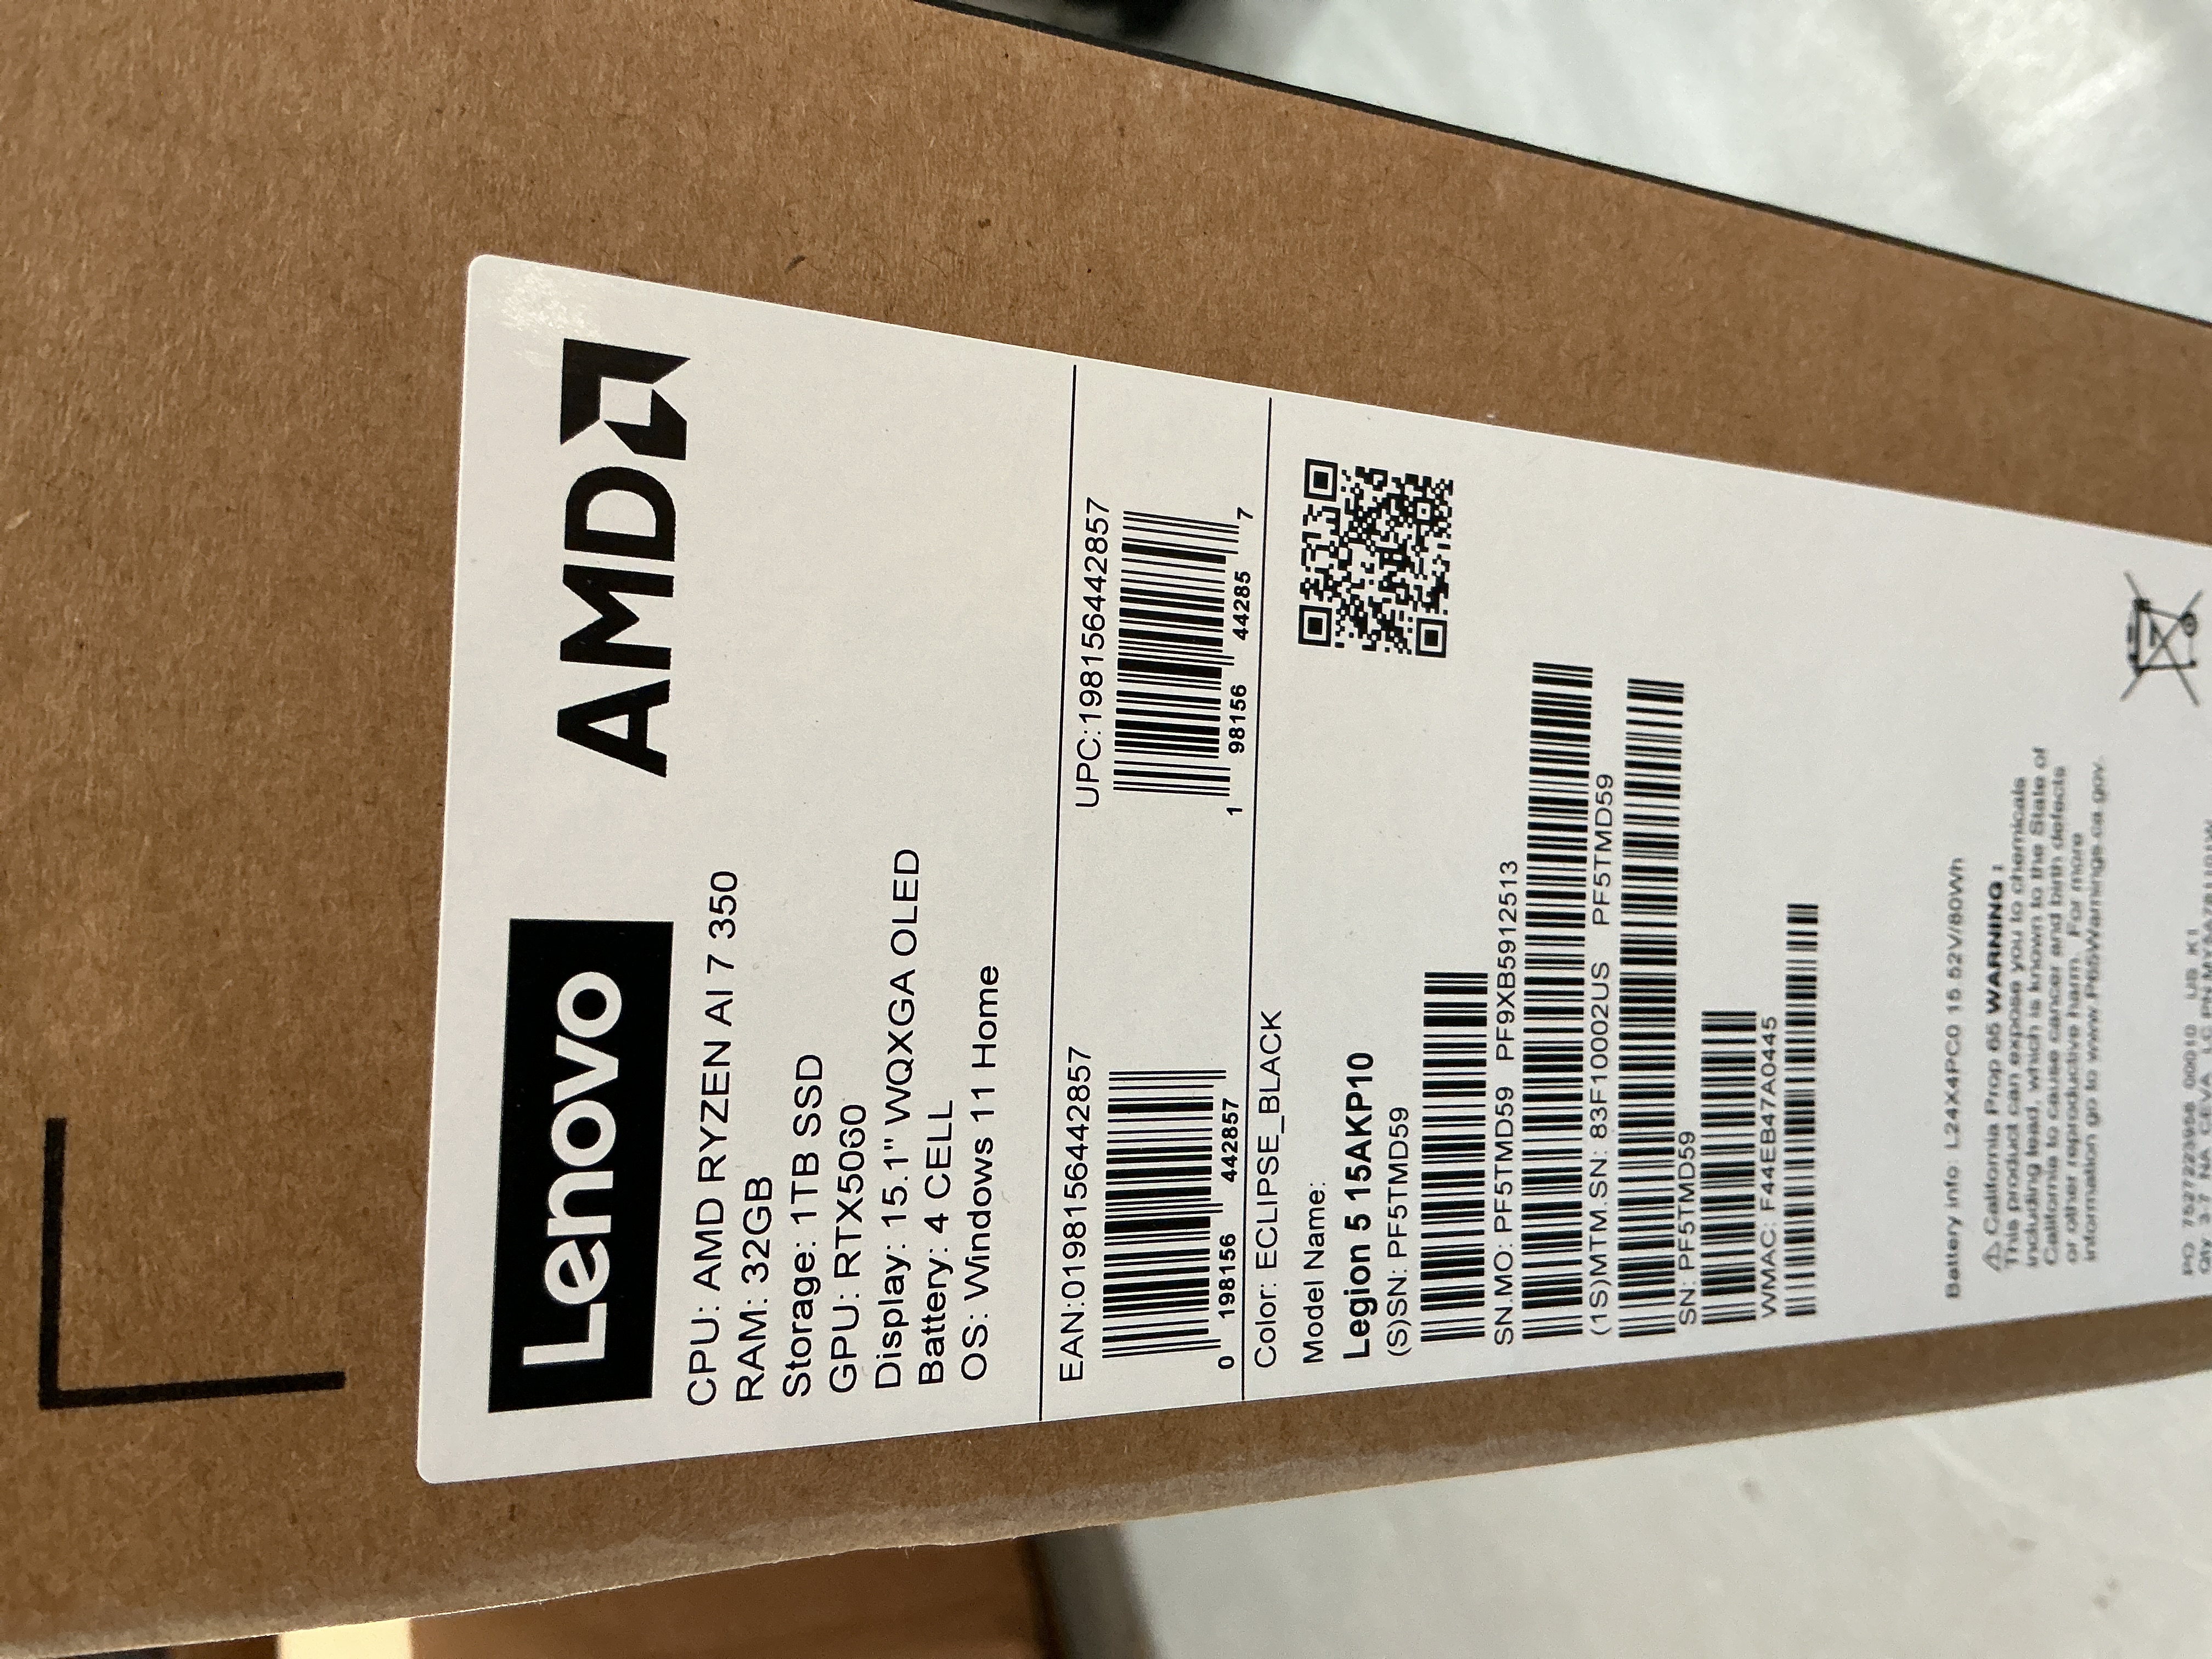 Lenovo
AMD
CPU: AMD RYZEN AI 7 350
RAM: 32GB
Storage: 1TB SSD
GPU: RTX5060
Display: 15.1" WQXGA OLED
Battery: 4 CELL
OS: Windows 11 Home
EAN:0198156442857
0 198156 442857
UPC:198156442857
1 98156 44285 7
Color: ECLIPSE_BLACK
Model Name:
Legion 5 15AKP10
(S)SN: PF5TMD59
SN.MO: PF5TMD59 PF9XB5912513
(1S)MTM.SN: 83F10002US PF5TMD59
SN: PF5TMD59
WMAC: F44EB47A0445
Battery info: L24X4PC0 15.52V/80Wh
⚠ California Prop 65 WARNING :
This product can expose you to chemicals
including lead, which is known to the State of
California to cause cancer and birth defects
or other reproductive harm. For more
information go to www.P65Warnings.ca.gov.
PO